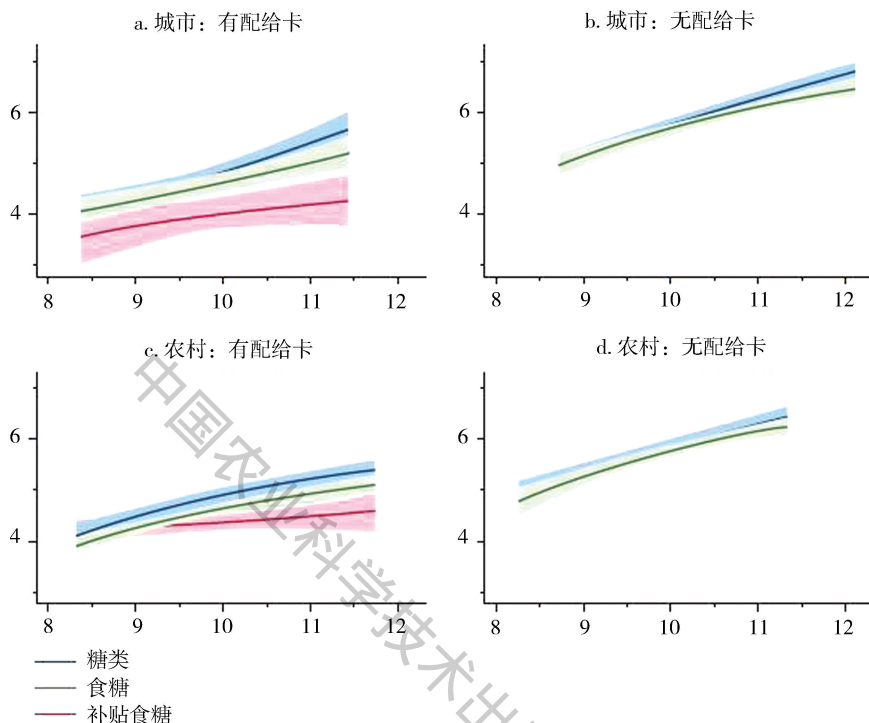 a. 城市：有配给卡
b. 城市：无配给卡
6
4
8 9 10 11 12
6
4
8 9 10 11 12
c. 农村：有配给卡
d. 农村：无配给卡
6
4
8 9 10 11 12
6
4
8 9 10 11 12
糖类
食糖
补贴食糖
中国农业科学技术出